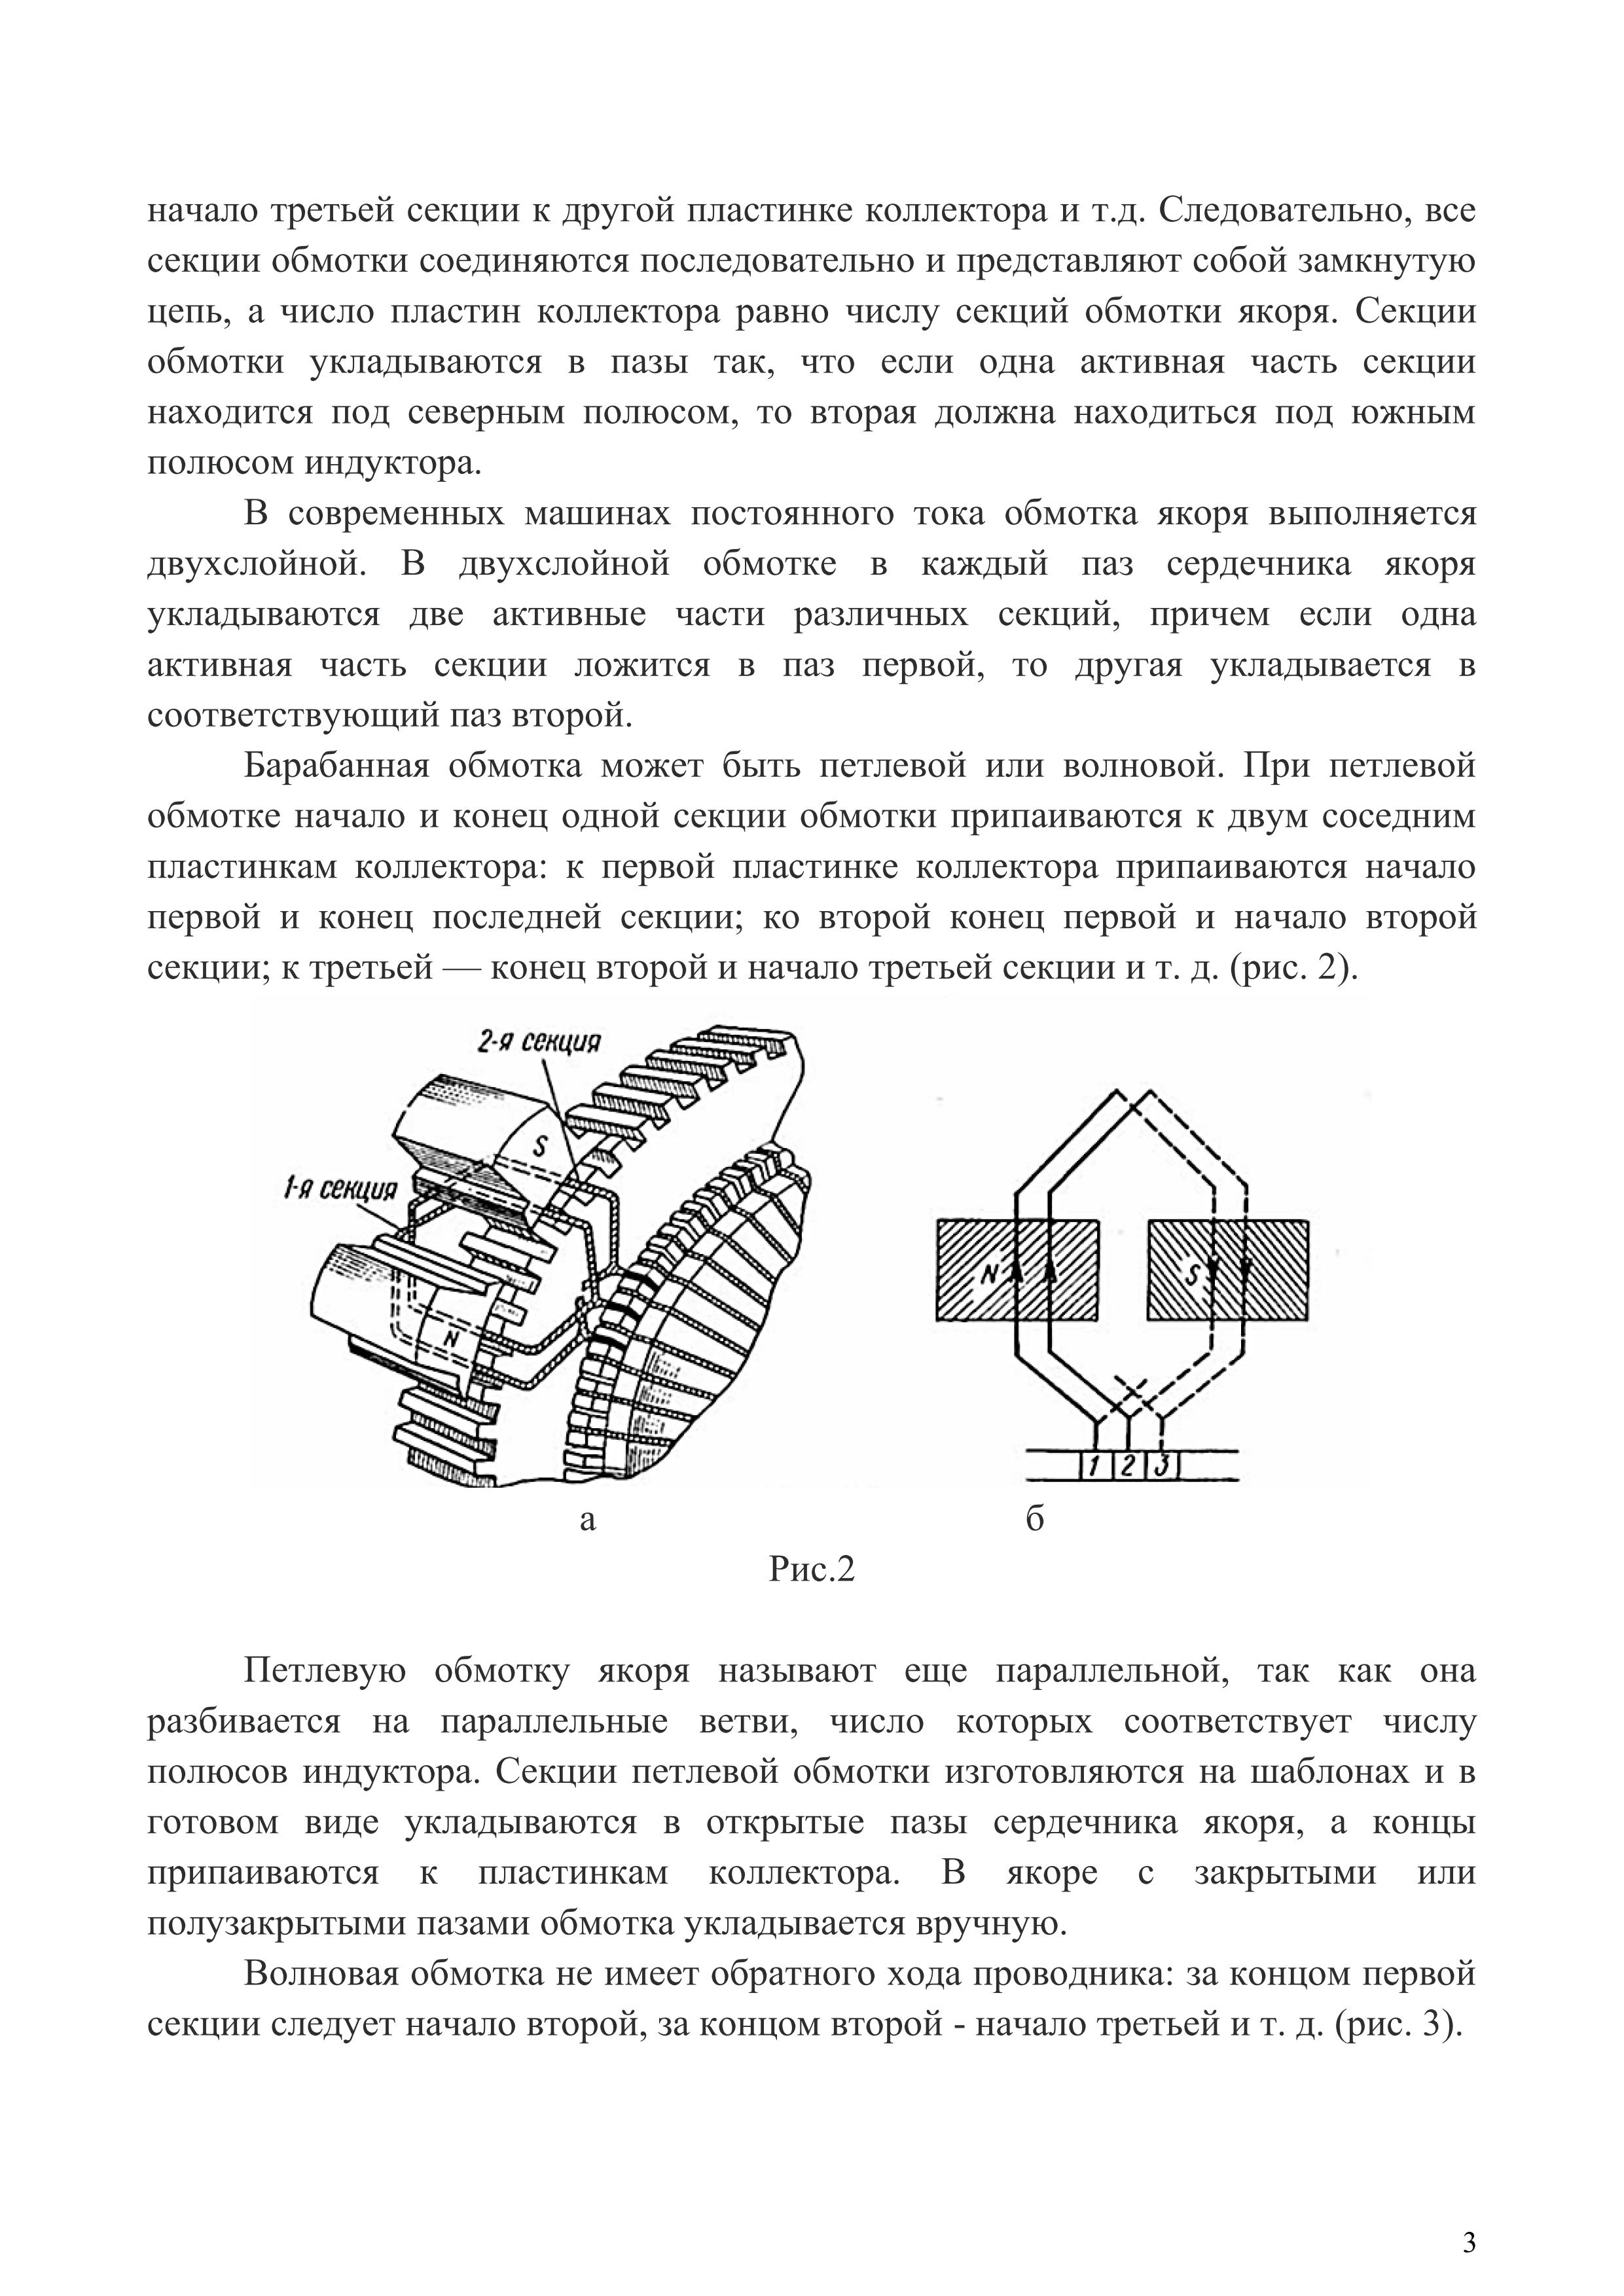 начало третьей секции к другой пластинке коллектора и т.д. Следовательно, все
секции обмотки соединяются последовательно и представляют собой замкнутую
цепь, а число пластин коллектора равно числу секций обмотки якоря. Секции
обмотки укладываются в пазы так, что если одна активная часть секции
находится под северным полюсом, то вторая должна находиться под южным
полюсом индуктора.
В современных машинах постоянного тока обмотка якоря выполняется
двухслойной. В двухслойной обмотке в каждый паз сердечника якоря
укладываются две активные части различных секций, причем если одна
активная часть секции ложится в паз первой, то другая укладывается в
соответствующий паз второй.
Барабанная обмотка может быть петлевой или волновой. При петлевой
обмотке начало и конец одной секции обмотки припаиваются к двум соседним
пластинкам коллектора: к первой пластинке коллектора припаиваются начало
первой и конец последней секции; ко второй конец первой и начало второй
секции; к третьей — конец второй и начало третьей секции и т. д. (рис. 2).
2-я секция
S
1-я секция
N
N
S
1 2 3
а
б
Рис.2
Петлевую обмотку якоря называют еще параллельной, так как она
разбивается на параллельные ветви, число которых соответствует числу
полюсов индуктора. Секции петлевой обмотки изготовляются на шаблонах и в
готовом виде укладываются в открытые пазы сердечника якоря, а концы
припаиваются к пластинкам коллектора. В якоре с закрытыми или
полузакрытыми пазами обмотка укладывается вручную.
Волновая обмотка не имеет обратного хода проводника: за концом первой
секции следует начало второй, за концом второй - начало третьей и т. д. (рис. 3).
3